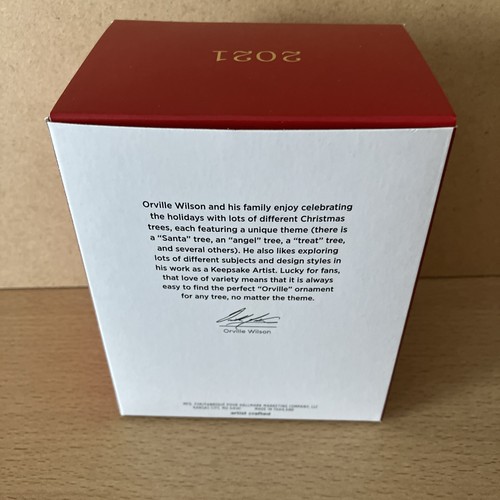 2021
Orville Wilson and his family enjoy celebrating
the holidays with lots of different Christmas
trees, each featuring a unique theme (there is
a "Santa" tree, an "angel" tree, a "treat" tree,
and several others). He also likes exploring
lots of different subjects and design styles in
his work as a Keepsake Artist. Lucky for fans,
that love of variety means that it is always
easy to find the perfect "Orville" ornament
for any tree, no matter the theme.
Orville Wilson
artist crafted